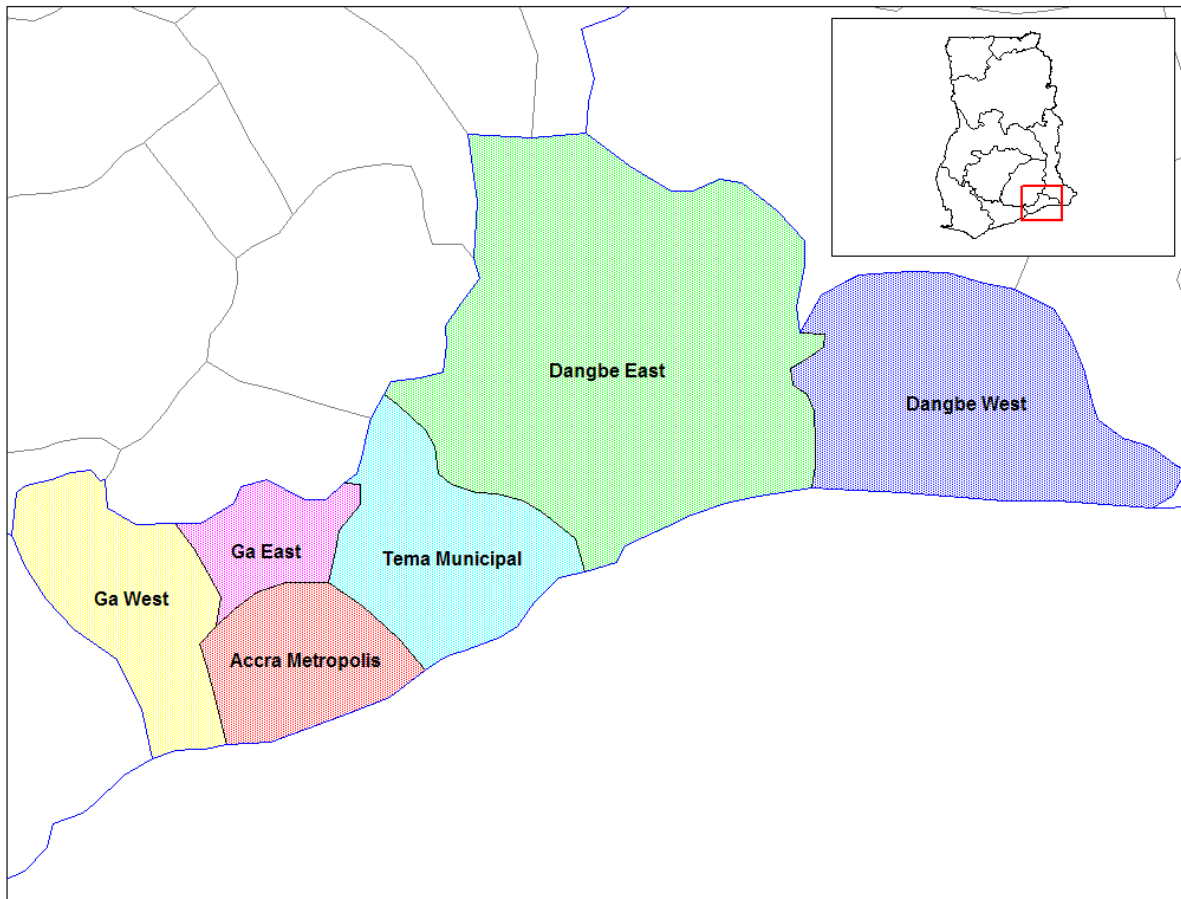 Dangbe East
Dangbe West
Ga East
Tema Municipal
Ga West
Accra Metropolis